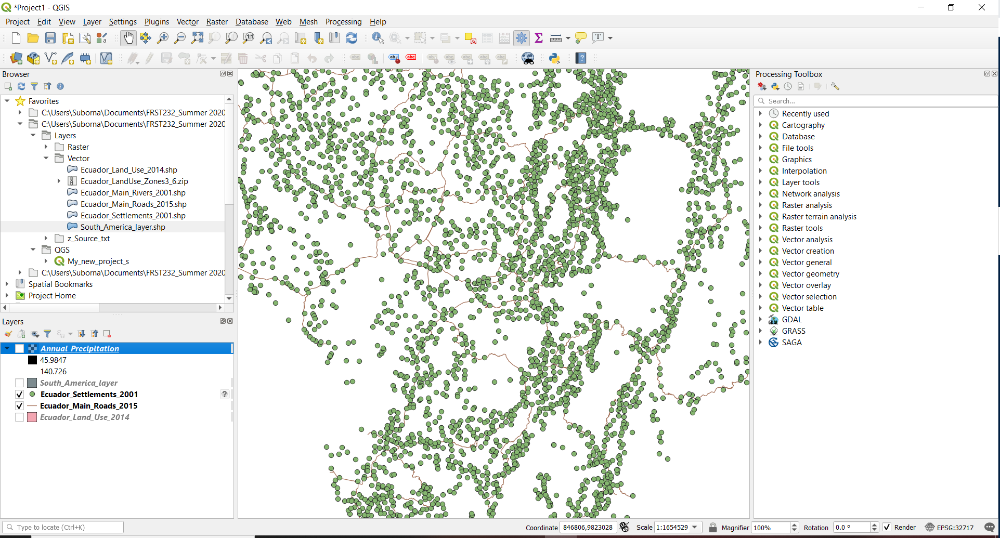 *Project1 - QGIS
Project Edit View Layer Settings Plugins Vector Raster Database Web Mesh Processing Help
Browser
Favorites
C:\Users\Suborna\Documents\FRST232_Summer 2020
C:\Users\Suborna\Documents\FRST232_Summer 2020
Layers
Raster
Vector
Ecuador_Land_Use_2014.shp
Ecuador_LandUse_Zones3_6.zip
Ecuador_Main_Rivers_2001.shp
Ecuador_Main_Roads_2015.shp
Ecuador_Settlements_2001.shp
South_America_layer.shp
z_Source_txt
QGS
My_new_project_s
C:\Users\Suborna\Documents\FRST232_Summer 2020
Spatial Bookmarks
Project Home
Layers
Annual_Precipitation
45.9847
140.726
South_America_layer
Ecuador_Settlements_2001
?
Ecuador_Main_Roads_2015
Ecuador_Land_Use_2014
Processing Toolbox
Search...
Recently used
Cartography
Database
File tools
Graphics
Interpolation
Layer tools
Network analysis
Raster analysis
Raster terrain analysis
Raster tools
Vector analysis
Vector creation
Vector general
Vector geometry
Vector overlay
Vector selection
Vector table
GDAL
GRASS
SAGA
Type to locate (Ctrl+K)
Coordinate 846806,9823028 Scale 1:1654529 Magnifier 100% Rotation 0.0 ° Render EPSG:32717